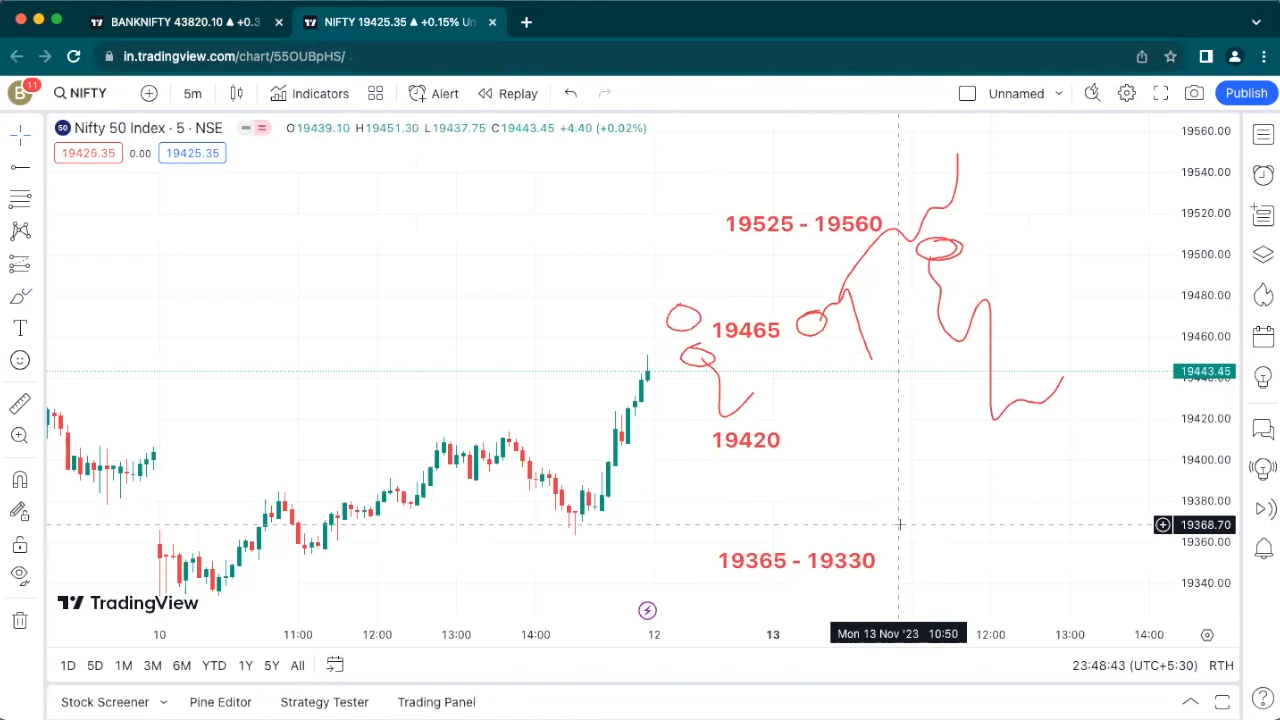 BANKNIFTY 43820.10 ▲ +0.3
NIFTY 19425.35 ▲ +0.15% Un
in.tradingview.com/chart/55OUBpHS/
B 11
NIFTY
5m
Indicators
Alert
Replay
Unnamed
Publish
50 Nifty 50 Index · 5 · NSE
O19439.10 H19451.30 L19437.75 C19443.45 +4.40 (+0.02%)
19425.35 0.00 19425.35
19560.00
19540.00
19525 - 19560
19520.00
19500.00
19480.00
19465
19460.00
19443.45
19440.00
19420.00
19420
19400.00
19380.00
19368.70
19360.00
19365 - 19330
19340.00
TradingView
10 11:00 12:00 13:00 14:00 12 13 Mon 13 Nov '23 10:50 12:00 13:00 14:00
1D 5D 1M 3M 6M YTD 1Y 5Y All
23:48:43 (UTC+5:30) RTH
Stock Screener Pine Editor Strategy Tester Trading Panel